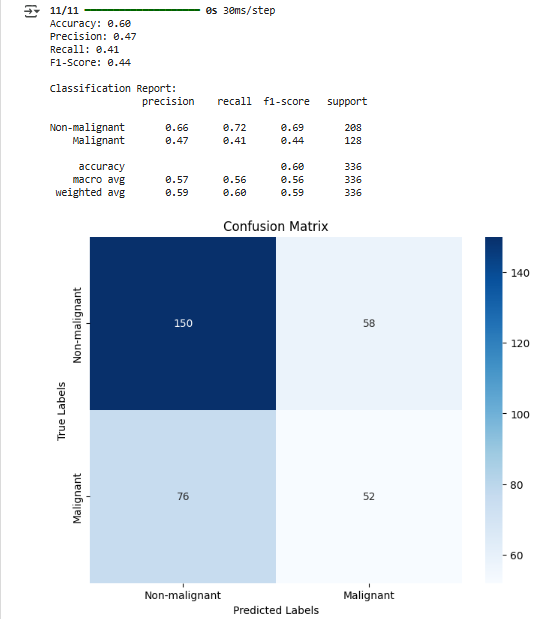 11/11 ━━━━━━━━━━━━━━━━━━━━ 0s 30ms/step
Accuracy: 0.60
Precision: 0.47
Recall: 0.41
F1-Score: 0.44
Classification Report:
precision recall f1-score support
Non-malignant 0.66 0.72 0.69 208
Malignant 0.47 0.41 0.44 128
accuracy 0.60 336
macro avg 0.57 0.56 0.56 336
weighted avg 0.59 0.60 0.59 336
Confusion Matrix
True Labels
Non-malignant
150 58
Malignant
76 52
Non-malignant Malignant
Predicted Labels
140
120
100
80
60